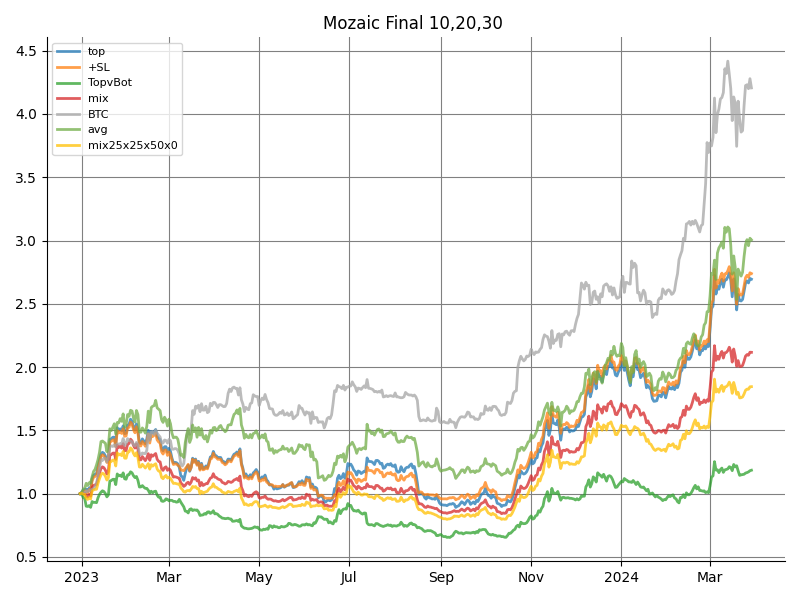 Mozaic Final 10,20,30
top
+SL
TopvBot
mix
BTC
avg
mix25x25x50x0
4.5
4.0
3.5
3.0
2.5
2.0
1.5
1.0
0.5
2023 Mar May Jul Sep Nov 2024 Mar